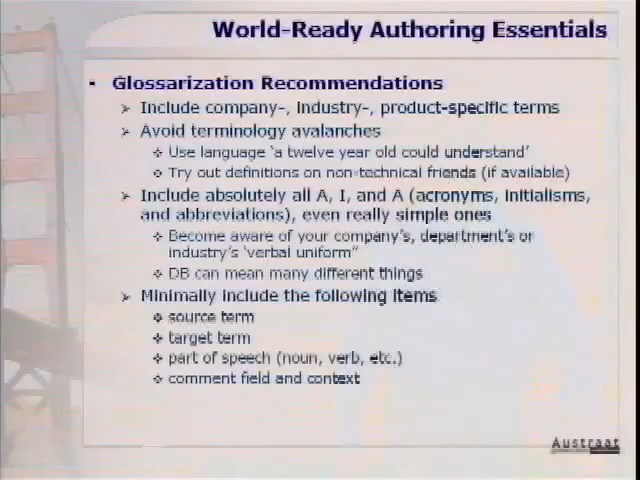 World-Ready Authoring Essentials
Glossarization Recommendations
Include company-, industry-, product-specific terms
Avoid terminology avalanches
Use language 'a twelve year old could understand'
Try out definitions on non-technical friends (if available)
Include absolutely all A, I, and A (acronyms, initialisms,
and abbreviations), even really simple ones
Become aware of your company's, department's or
industry's 'verbal uniform"
DB can mean many different things
Minimally include the following items
source term
target term
part of speech (noun, verb, etc.)
comment field and context
Austraat